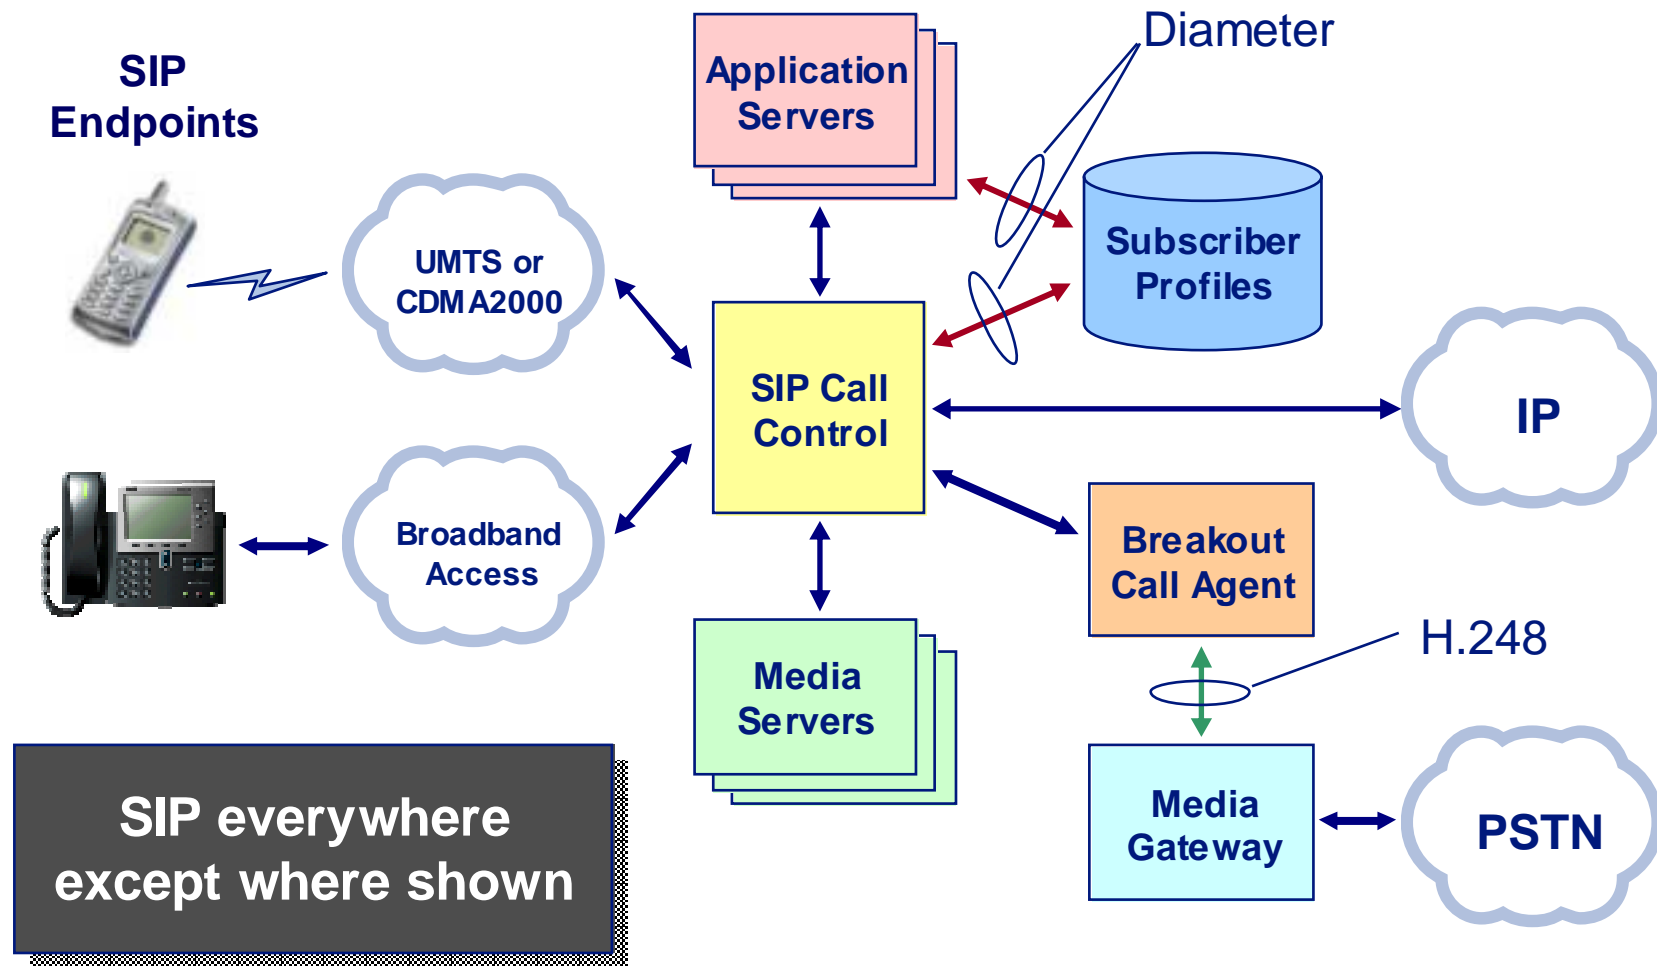 SIP
Endpoints
Application
Servers
Diameter
UMTS or
CDMA2000
Subscriber
Profiles
SIP Call
Control
IP
Broadband
Access
Breakout
Call Agent
H.248
Media
Servers
Media
Gateway
PSTN
SIP everywhere
except where shown